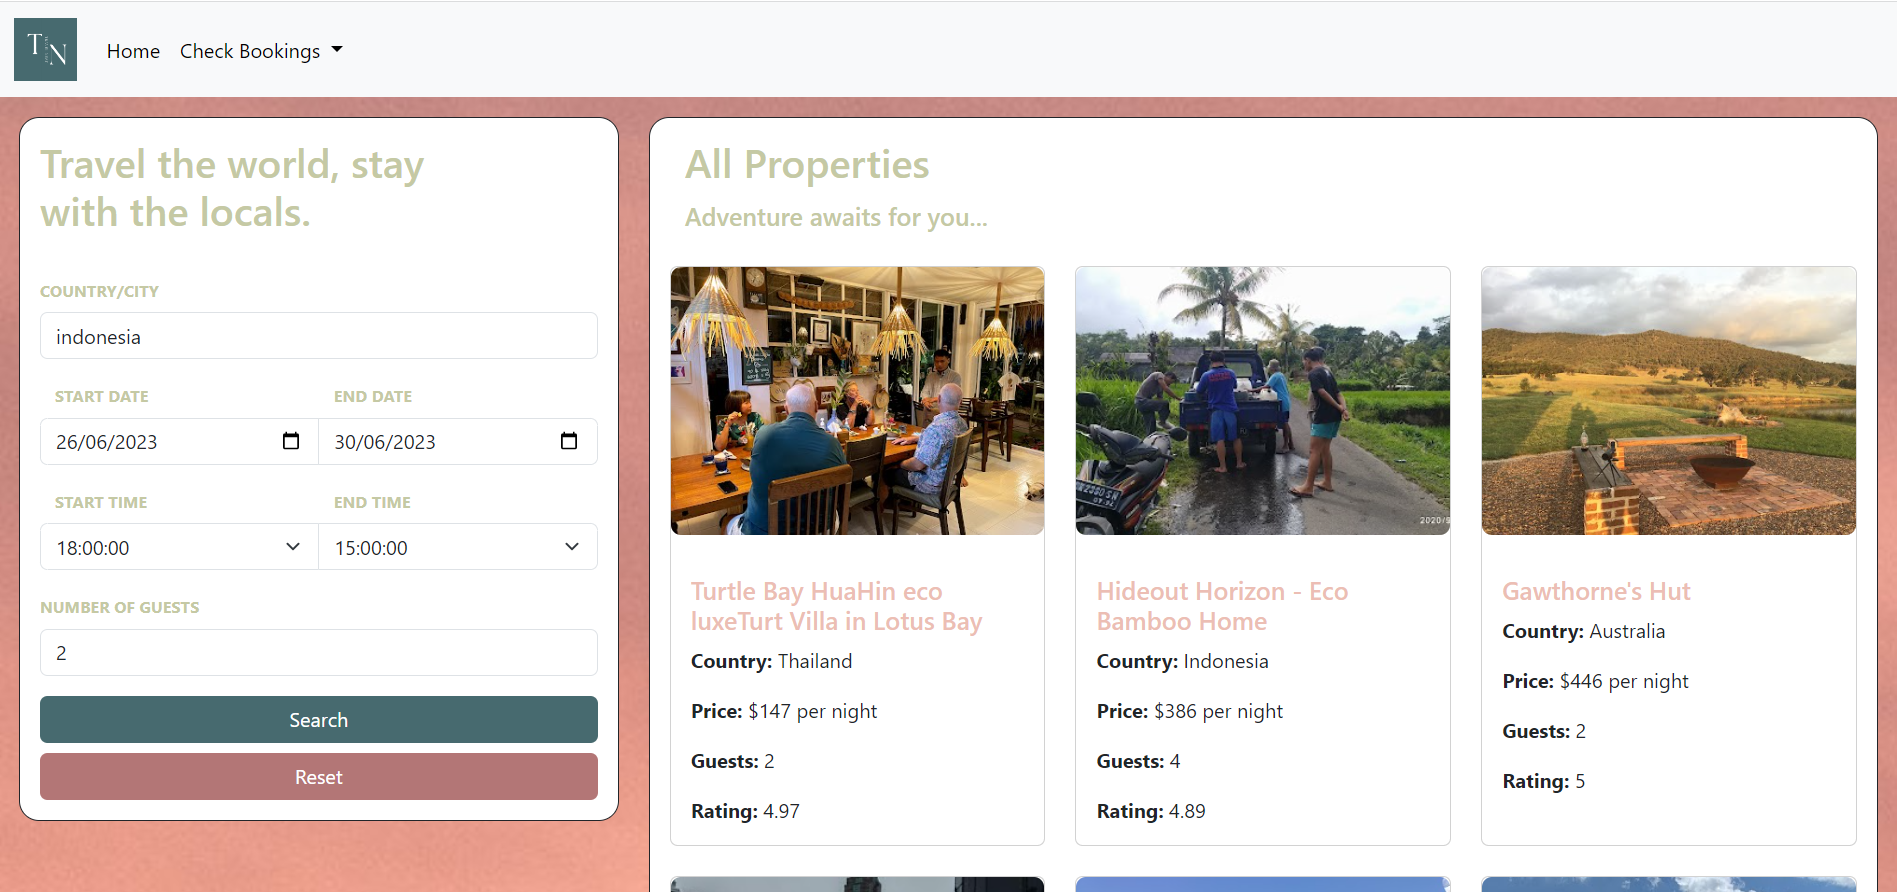 TN
Home
Check Bookings
Travel the world, stay
with the locals.
COUNTRY/CITY
indonesia
START DATE
END DATE
26/06/2023
30/06/2023
START TIME
END TIME
18:00:00
15:00:00
NUMBER OF GUESTS
2
Search
Reset
All Properties
Adventure awaits for you...
Turtle Bay HuaHin eco
luxeTurt Villa in Lotus Bay
Country: Thailand
Price: $147 per night
Guests: 2
Rating: 4.97
2020/9
Hideout Horizon - Eco
Bamboo Home
Country: Indonesia
Price: $386 per night
Guests: 4
Rating: 4.89
Gawthorne's Hut
Country: Australia
Price: $446 per night
Guests: 2
Rating: 5